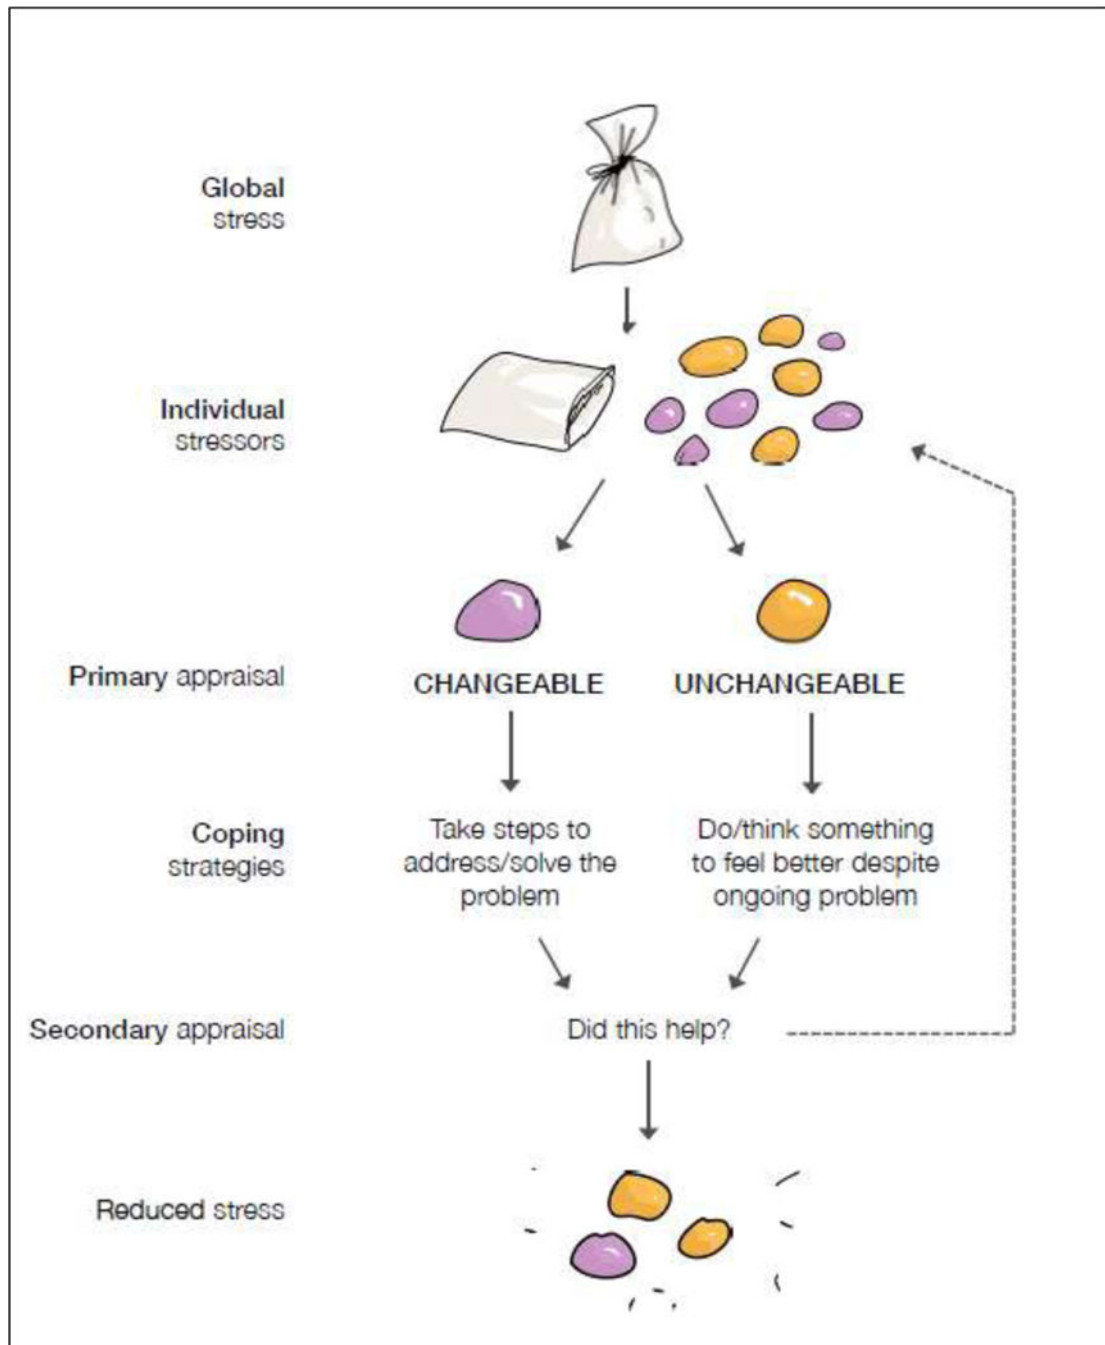 Global
stress
Individual
stressors
Primary appraisal
CHANGEABLE
UNCHANGEABLE
Coping
strategies
Take steps to
address/solve the
problem
Do/think something
to feel better despite
ongoing problem
Secondary appraisal
Did this help?
Reduced stress